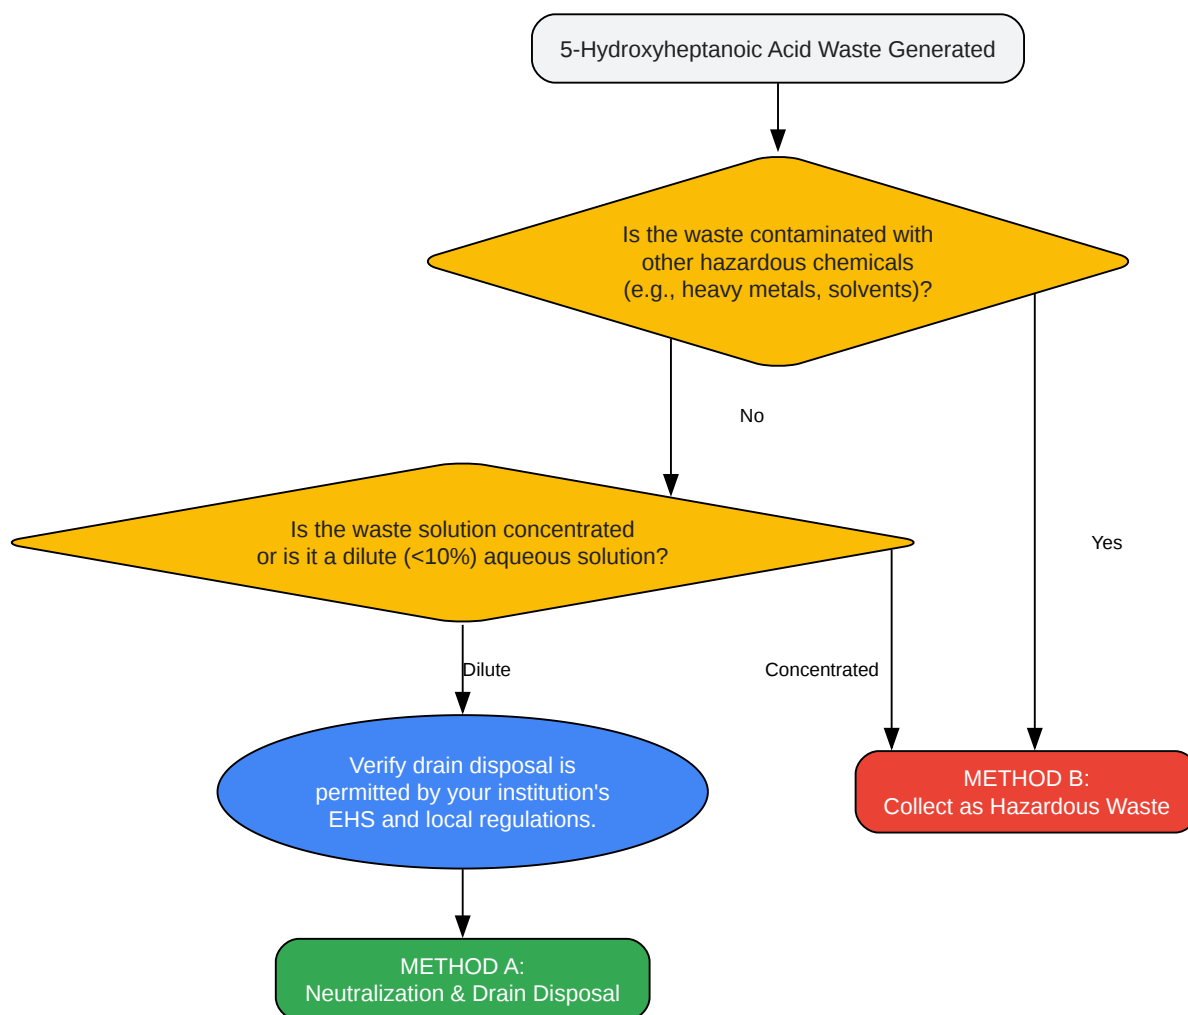 5-Hydroxyheptanoic Acid Waste Generated
Is the waste contaminated with
other hazardous chemicals
(e.g., heavy metals, solvents)?
No
Yes
Is the waste solution concentrated
or is it a dilute (<10%) aqueous solution?
Dilute
Concentrated
Verify drain disposal is
permitted by your institution's
EHS and local regulations.
METHOD B:
Collect as Hazardous Waste
METHOD A:
Neutralization & Drain Disposal